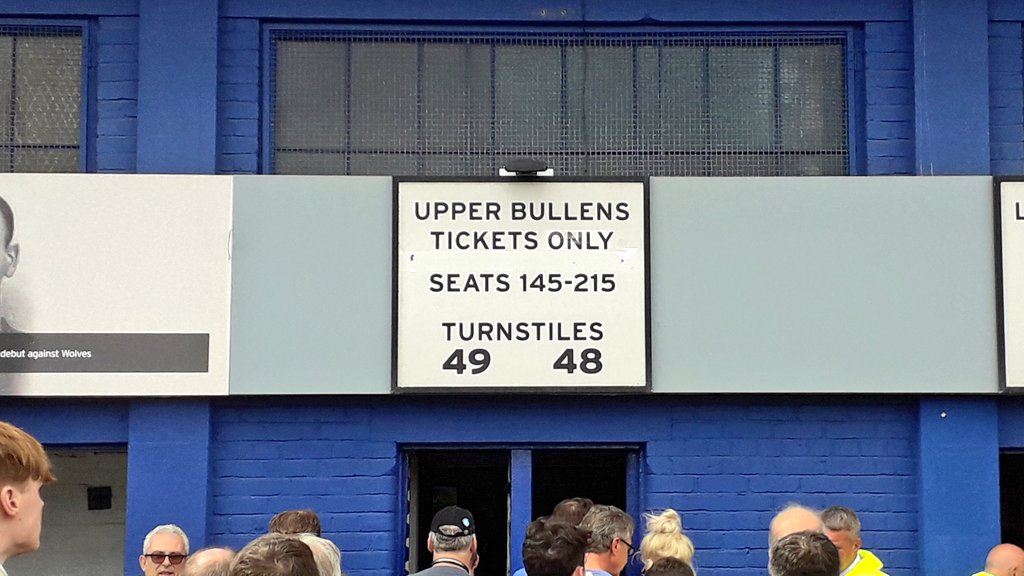 UPPER BULLENS
TICKETS ONLY
SEATS 145-215
TURNSTILES
49 48
debut against Wolves
L